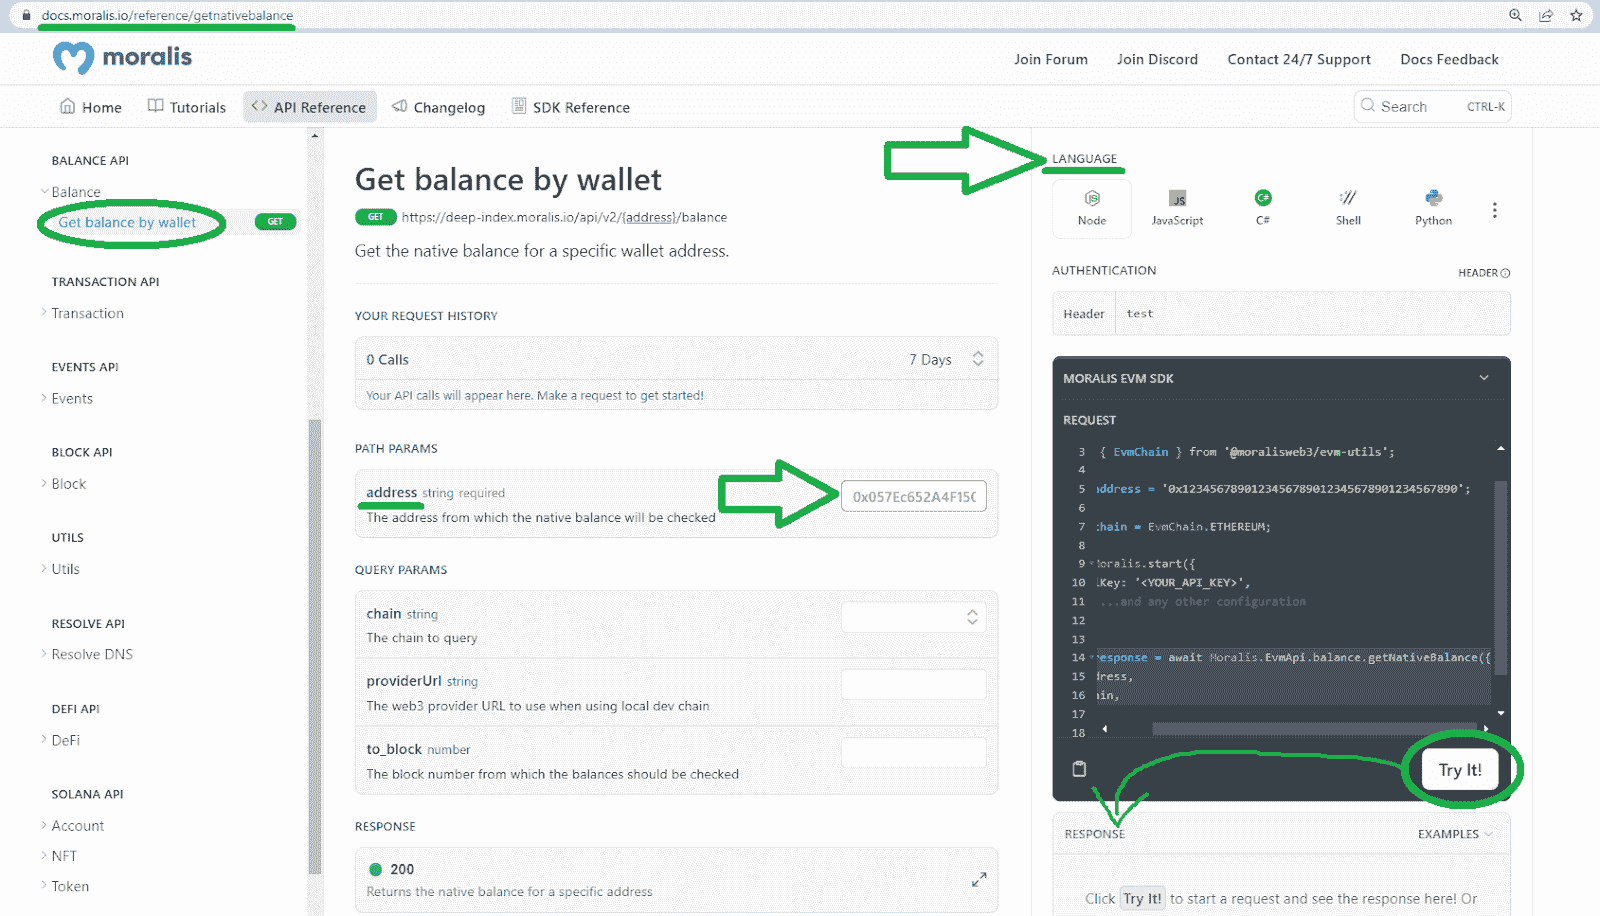 docs.moralis.io/reference/getnativebalance
moralis
Join Forum Join Discord Contact 24/7 Support Docs Feedback
Home Tutorials API Reference Changelog SDK Reference Search CTRL-K
BALANCE API
Balance
Get balance by wallet GET
TRANSACTION API
Transaction
EVENTS API
Events
BLOCK API
Block
UTILS
Utils
RESOLVE API
Resolve DNS
DEFI API
DeFi
SOLANA API
Account
NFT
Token
Get balance by wallet
GET https://deep-index.moralis.io/api/v2/{address}/balance
Get the native balance for a specific wallet address.
YOUR REQUEST HISTORY
0 Calls 7 Days
Your API calls will appear here. Make a request to get started!
PATH PARAMS
address string required 0x057Ec652A4F150
The address from which the native balance will be checked
QUERY PARAMS
chain string
The chain to query
providerUrl string
The web3 provider URL to use when using local dev chain
to_block number
The block number from which the balances should be checked
RESPONSE
200
Returns the native balance for a specific address
LANGUAGE
JS C#
Node JavaScript C# Shell Python
AUTHENTICATION HEADER
Header test
MORALIS EVM SDK
REQUEST
3 { EvmChain } from '@moralisweb3/evm-utils';
4
5 address = '0x1234567890123456789012345678901234567890';
6
7 chain = EvmChain.ETHEREUM;
8
9 Moralis.start({
10 iKey: '<YOUR_API_KEY>',
11 ...and any other configuration
12
13
14 response = await Moralis.EvmApi.balance.getNativeBalance({
15 dress,
16 ain,
17
18
Try It!
RESPONSE EXAMPLES
Click Try It! to start a request and see the response here! Or